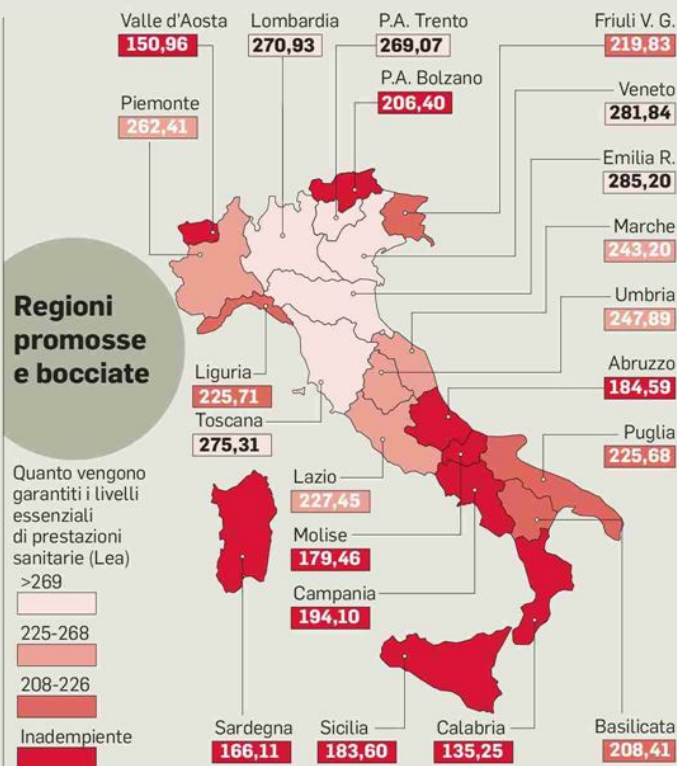 Valle d'Aosta
150,96
Lombardia
270,93
P.A. Trento
269,07
Friuli V. G.
219,83
P.A. Bolzano
206,40
Piemonte
262,41
Veneto
281,84
Emilia R.
285,20
Marche
243,20
Umbria
247,89
Abruzzo
184,59
Puglia
225,68
Regioni
promosse
e bocciate
Liguria
225,71
Toscana
275,31
Lazio
227,45
Molise
179,46
Campania
194,10
Quanto vengono
garantiti i livelli
essenziali
di prestazioni
sanitarie (Lea)
>269
225-268
208-226
Inadempiente
Sardegna
166,11
Sicilia
183,60
Calabria
135,25
Basilicata
208,41